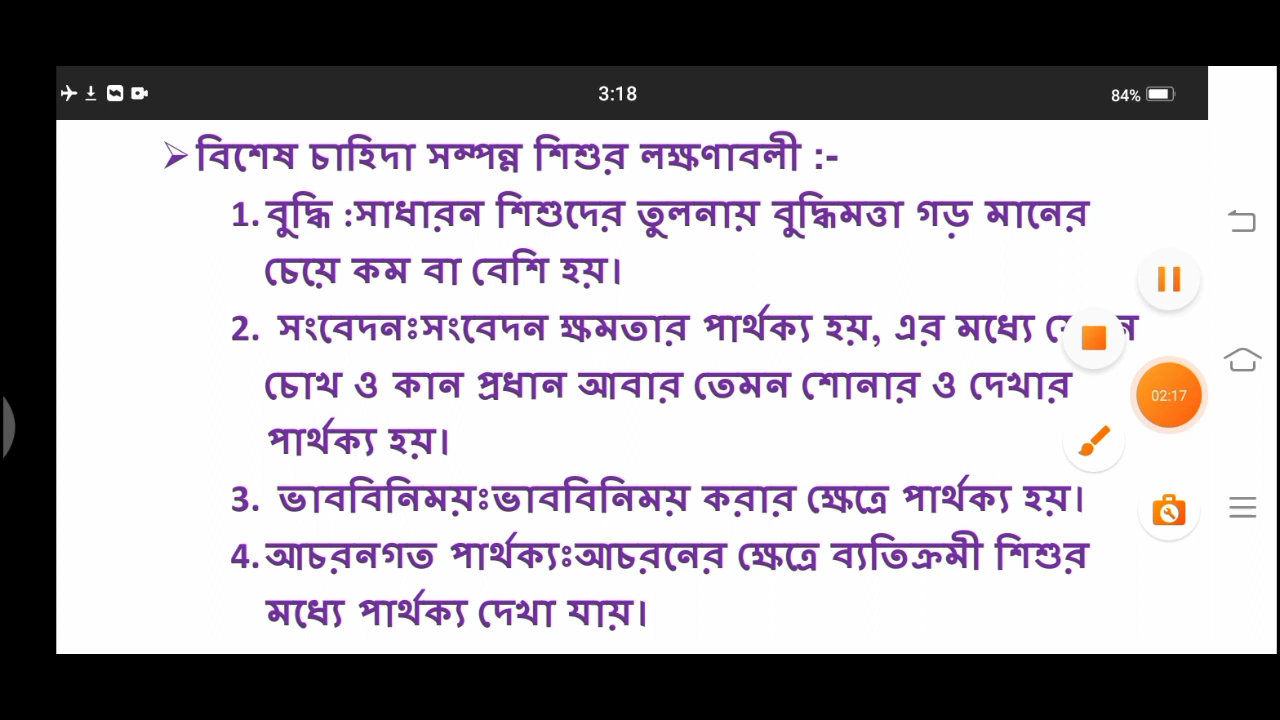 3:18
84%
➢বিশেষ চাহিদা সম্পন্ন শিশুর লক্ষণাবলী :-
1. বুদ্ধি :সাধারন শিশুদের তুলনায় বুদ্ধিমত্তা গড় মানের
চেয়ে কম বা বেশি হয়।
2. সংবেদনঃসংবেদন ক্ষমতার পার্থক্য হয়, এর মধ্যে
চোখ ও কান প্রধান আবার তেমন শোনার ও দেখার
02:17
পার্থক্য হয়।
3. ভাববিনিময়ঃভাববিনিময় করার ক্ষেত্রে পার্থক্য হয়।
4. আচরনগত পার্থক্যঃআচরনের ক্ষেত্রে ব্যতিক্রমী শিশুর
মধ্যে পার্থক্য দেখা যায়।